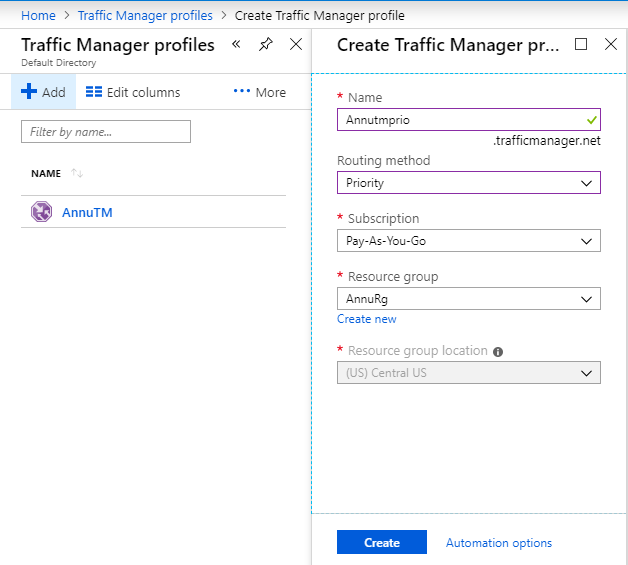 Home > Traffic Manager profiles > Create Traffic Manager profile
Traffic Manager profiles
Default Directory
Add
Edit columns
More
Filter by name...
NAME
AnnuTM
Create Traffic Manager pr...
* Name
Annutmprio
.trafficmanager.net
Routing method
Priority
* Subscription
Pay-As-You-Go
* Resource group
AnnuRg
Create new
* Resource group location
(US) Central US
Create
Automation options